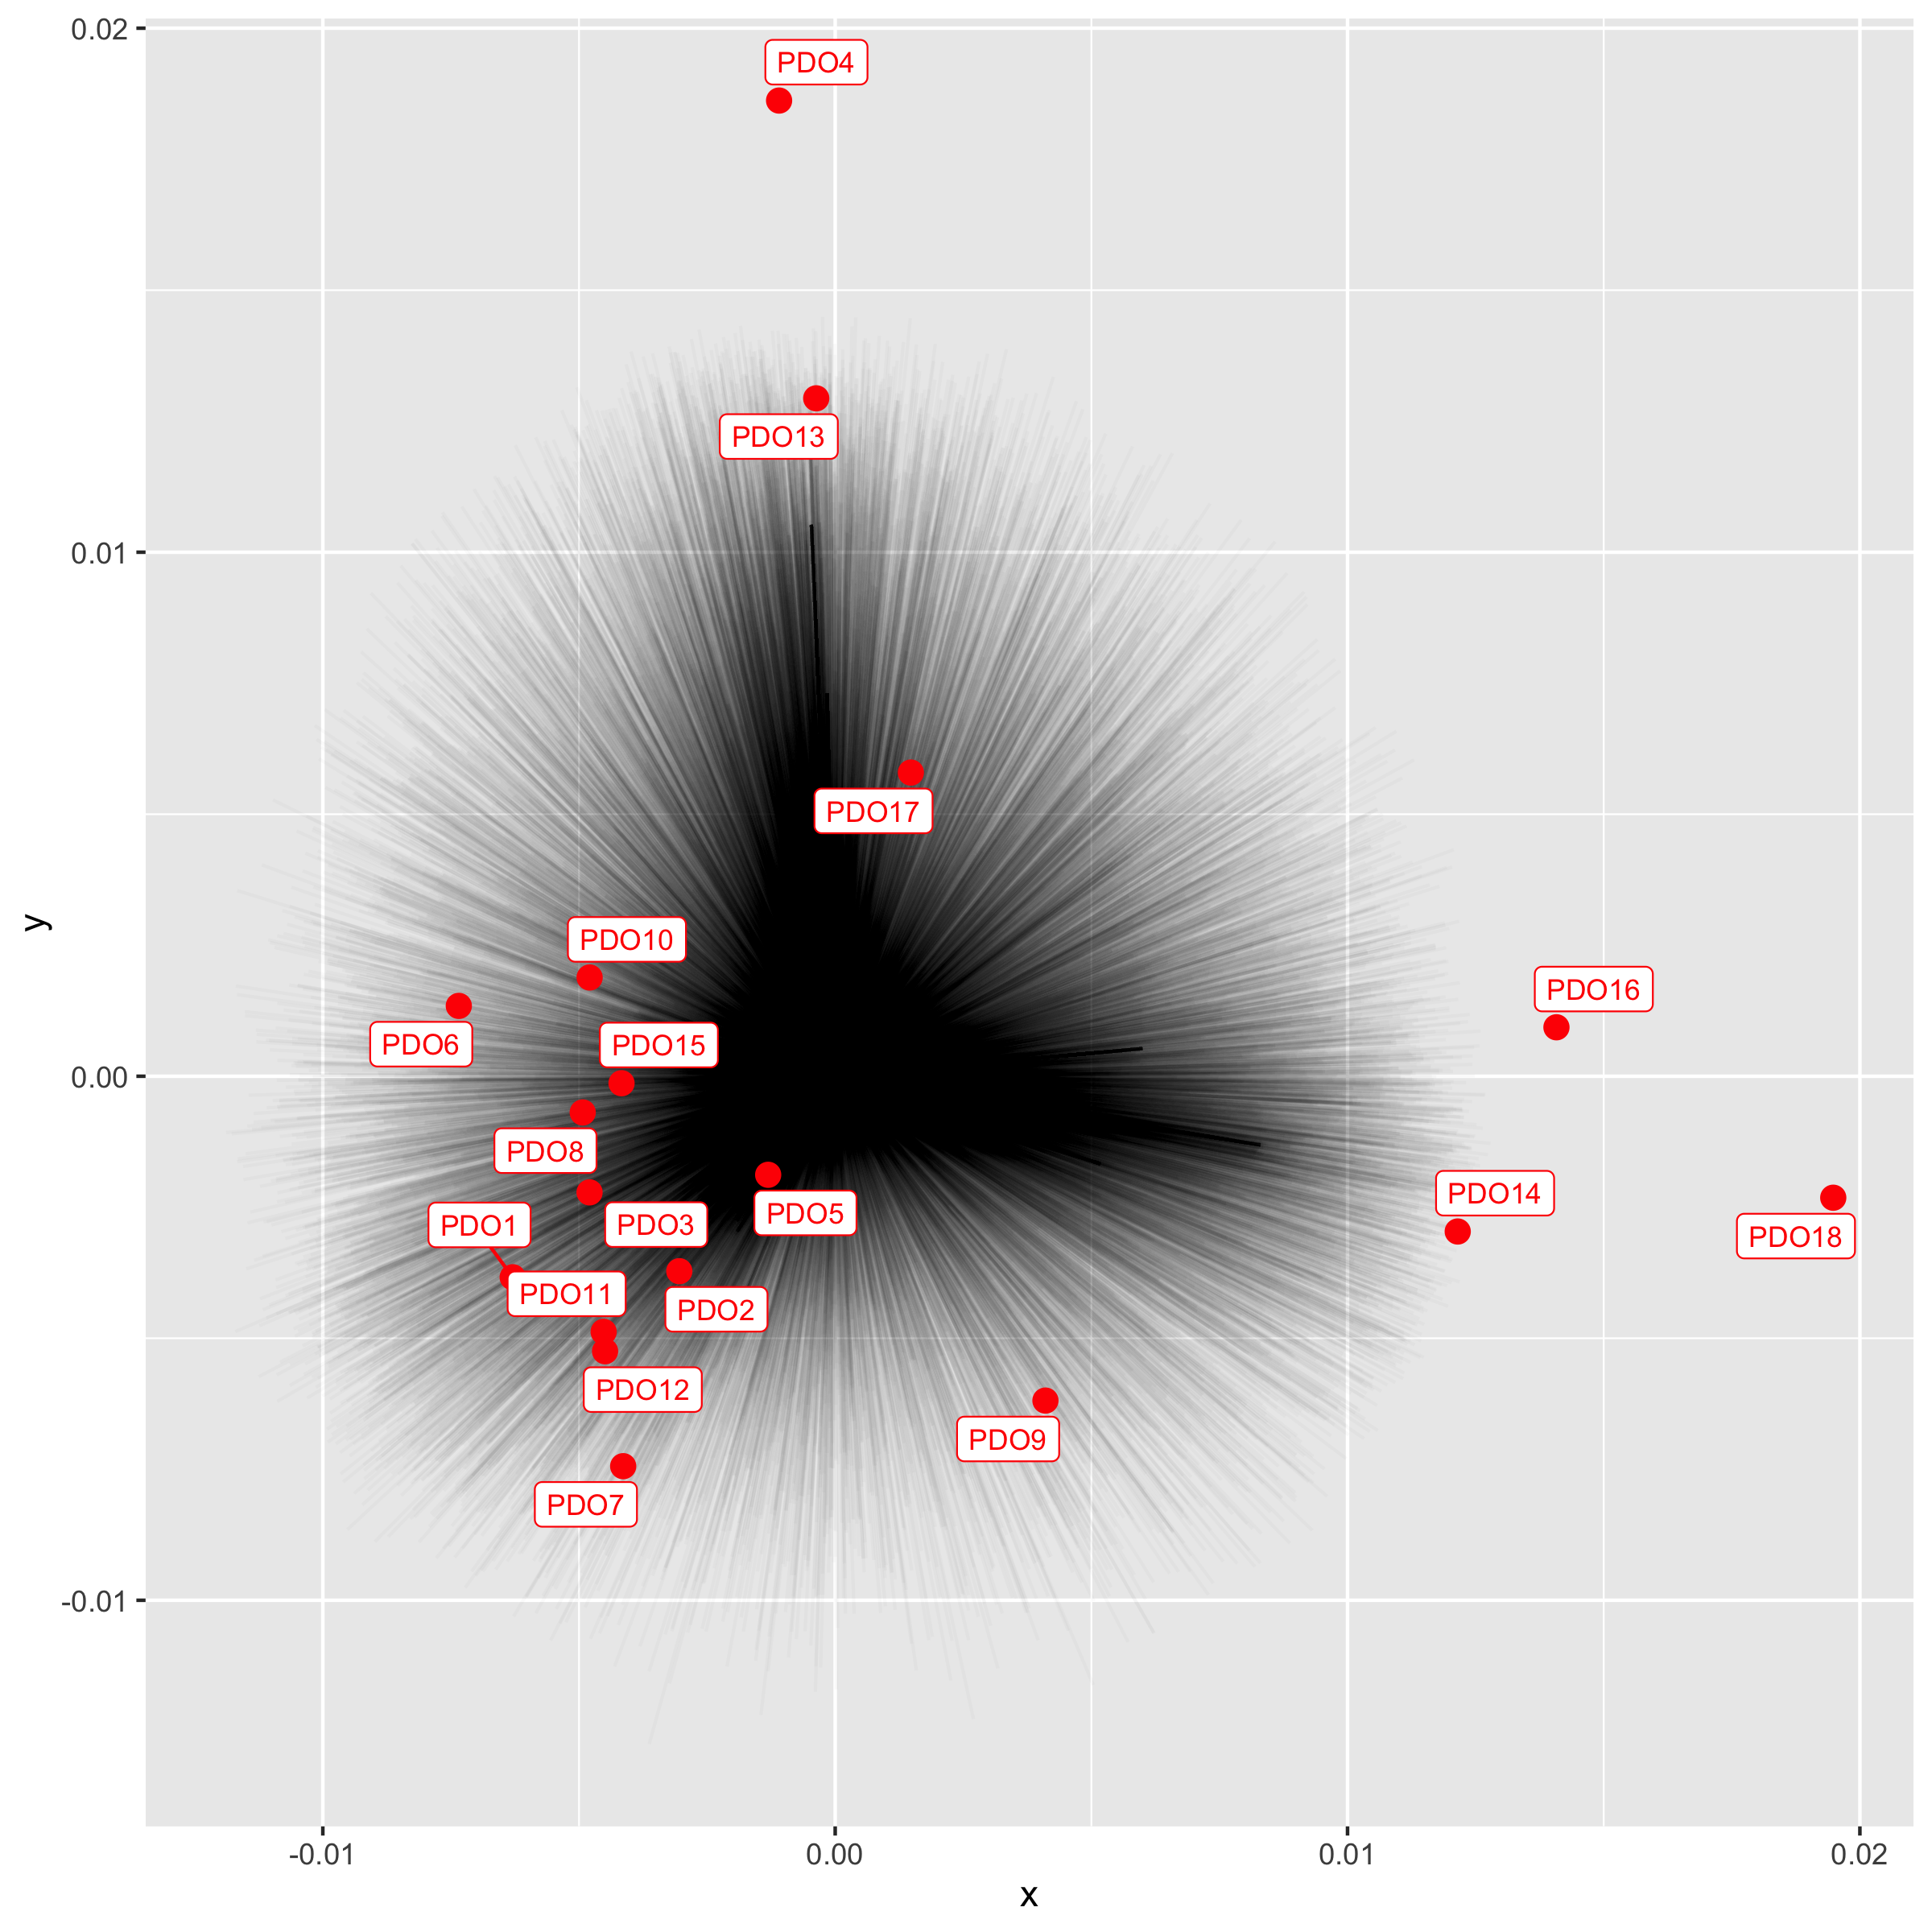 0.02
PDO4
PDO13
0.01
PDO17
PDO10
PDO16
PDO6
PDO15
0.00
PDO8
PDO14
PDO1
PDO3
PDO5
PDO18
PDO11
PDO2
PDO12
PDO9
PDO7
-0.01
y
-0.01
0.00
0.01
0.02
x